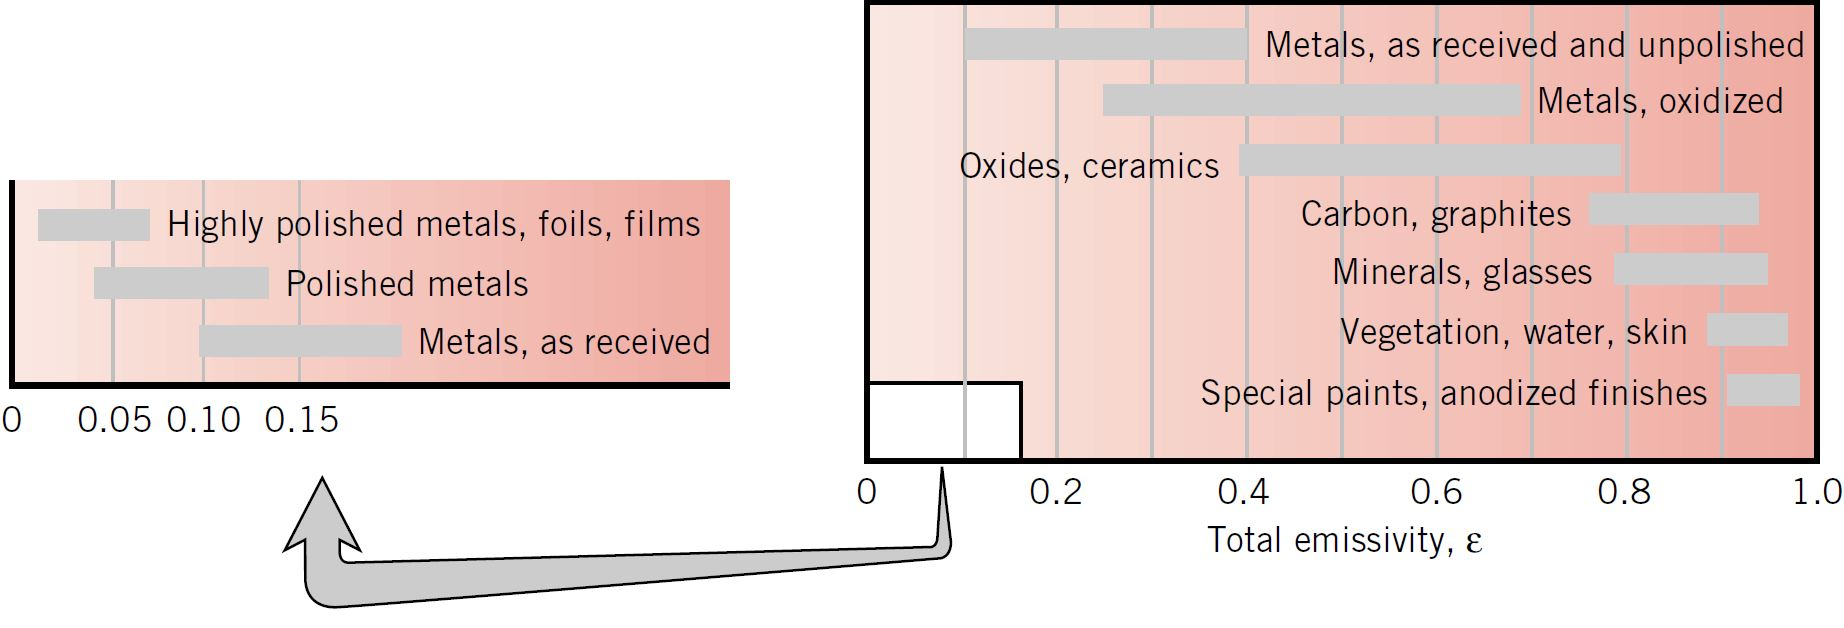 Highly polished metals, foils, films
Polished metals
Metals, as received
0 0.05 0.10 0.15
Metals, as received and unpolished
Metals, oxidized
Oxides, ceramics
Carbon, graphites
Minerals, glasses
Vegetation, water, skin
Special paints, anodized finishes
0 0.2 0.4 0.6 0.8 1.0
Total emissivity, ε